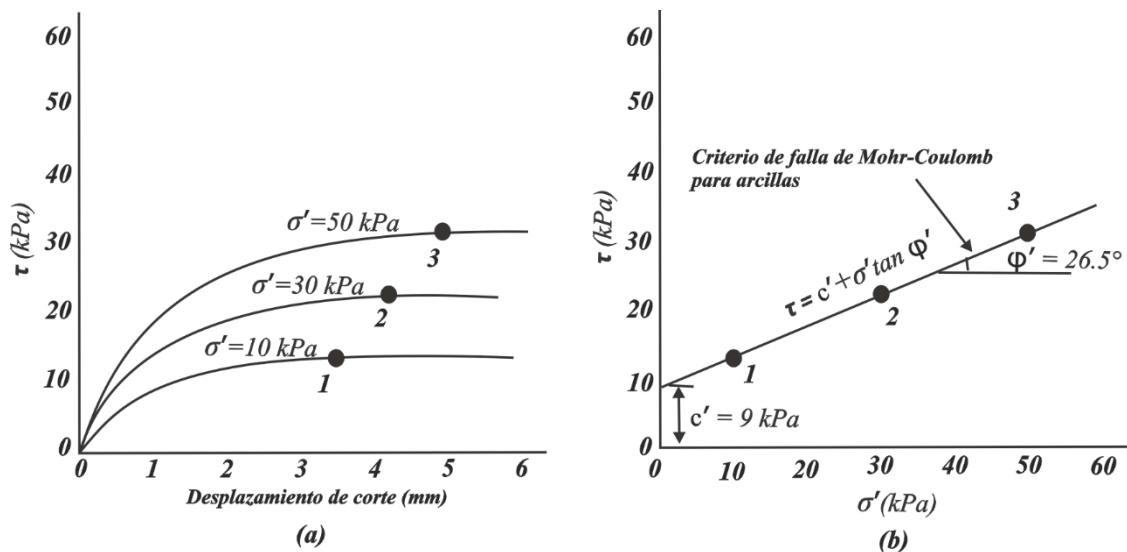 60
50
40
30
20
10
0
τ (kPa)
σ'=50 kPa
3
σ'=30 kPa
2
σ'=10 kPa
1
0 1 2 3 4 5 6
Desplazamiento de corte (mm)
(a)
60
50
40
30
20
10
0
τ (kPa)
Criterio de falla de Mohr-Coulomb
para arcillas
3
φ' = 26.5°
τ = c'+σ'tan φ'
2
1
c' = 9 kPa
0 10 30 50 60
σ'(kPa)
(b)